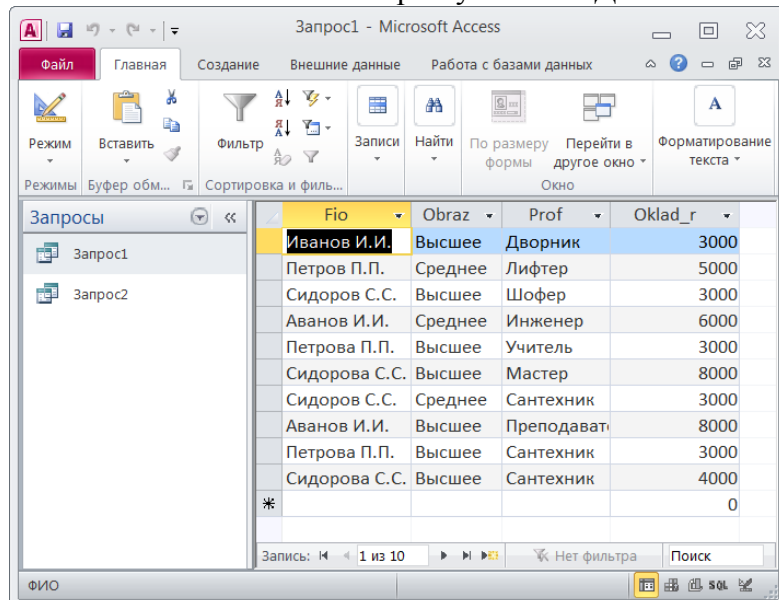 Запрос1 - Microsoft Access
Файл Главная Создание Внешние данные Работа с базами данных
Режим Вставить Фильтр Записи Найти По размеру формы Перейти в другое окно Форматирование текста
Режимы Буфер обм... Сортировка и филь... Окно
Запросы
Запрос1
Запрос2
Fio Obraz Prof Oklad_r
Иванов И.И. Высшее Дворник 3000
Петров П.П. Среднее Лифтер 5000
Сидоров С.С. Высшее Шофер 3000
Аванов И.И. Среднее Инженер 6000
Петрова П.П. Высшее Учитель 3000
Сидорова С.С. Высшее Мастер 8000
Сидоров С.С. Среднее Сантехник 3000
Аванов И.И. Высшее Преподават 8000
Петрова П.П. Высшее Сантехник 3000
Сидорова С.С. Высшее Сантехник 4000
0
Запись: 1 из 10 Нет фильтра Поиск
ФИО SQL